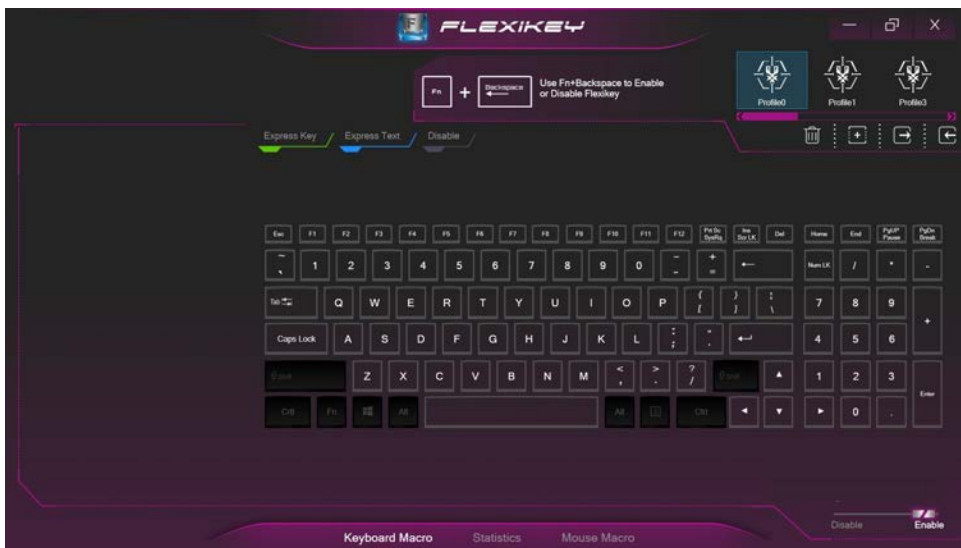 FLEXIKEY
Fn + Backspace Use Fn+Backspace to Enable
or Disable Flexikey
Profile0 Profile1 Profile3
Express Key Express Text Disable
Esc F1 F2 F3 F4 F5 F6 F7 F8 F9 F10 F11 F12 Prt Sc SysRq Ins Scr LK Del Home End PgUP Pause PgDn Break
~ 1 2 3 4 5 6 7 8 9 0 - + = Num LK / * -
Tab Q W E R T Y U I O P { [ } ] \ 7 8 9 +
Caps Lock A S D F G H J K L : ; 4 5 6
Z X C V B N M < , > . ? / 1 2 3 Enter
Ctrl Fn Alt Alt Ctrl 0 .
Disable Enable
Keyboard Macro Statistics Mouse Macro